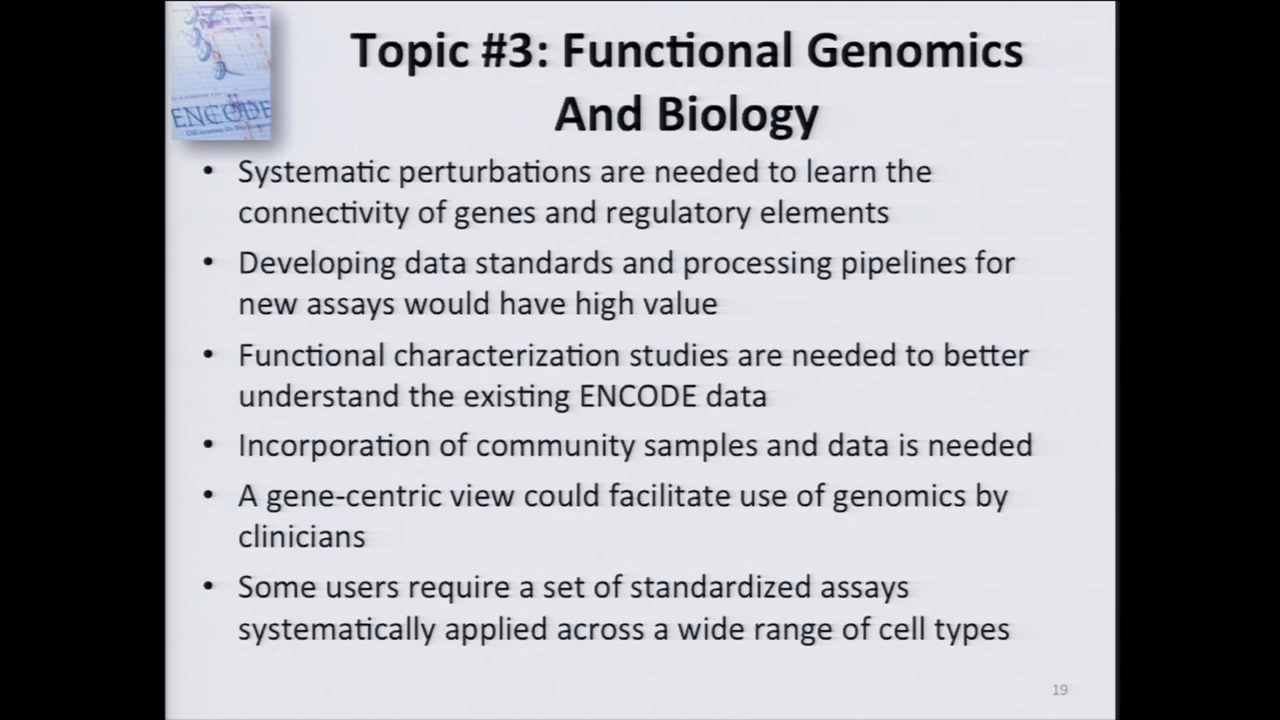 Topic #3: Functional Genomics
And Biology
ENCODE
• Systematic perturbations are needed to learn the
connectivity of genes and regulatory elements
• Developing data standards and processing pipelines for
new assays would have high value
• Functional characterization studies are needed to better
understand the existing ENCODE data
• Incorporation of community samples and data is needed
• A gene-centric view could facilitate use of genomics by
clinicians
• Some users require a set of standardized assays
systematically applied across a wide range of cell types
19